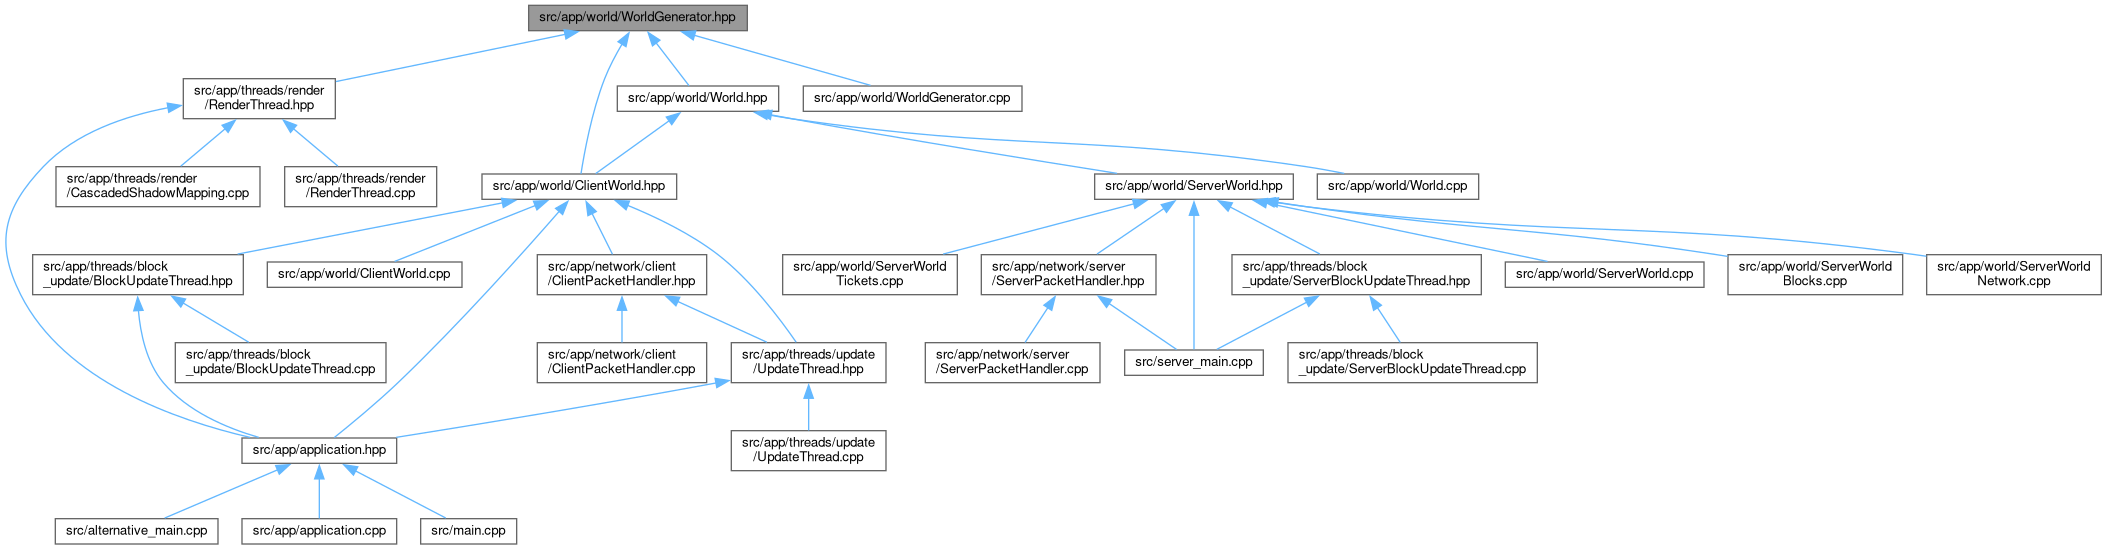 src/app/world/WorldGenerator.hpp
src/app/threads/render
/RenderThread.hpp
src/app/world/World.hpp
src/app/world/WorldGenerator.cpp
src/app/threads/render
/CascadedShadowMapping.cpp
src/app/threads/render
/RenderThread.cpp
src/app/world/ClientWorld.hpp
src/app/world/ServerWorld.hpp
src/app/world/World.cpp
src/app/threads/block
_update/BlockUpdateThread.hpp
src/app/world/ClientWorld.cpp
src/app/network/client
/ClientPacketHandler.hpp
src/app/world/ServerWorld
Tickets.cpp
src/app/network/server
/ServerPacketHandler.hpp
src/app/threads/block
_update/ServerBlockUpdateThread.hpp
src/app/world/ServerWorld.cpp
src/app/world/ServerWorld
Blocks.cpp
src/app/world/ServerWorld
Network.cpp
src/app/threads/block
_update/BlockUpdateThread.cpp
src/app/network/client
/ClientPacketHandler.cpp
src/app/threads/update
/UpdateThread.hpp
src/app/network/server
/ServerPacketHandler.cpp
src/server_main.cpp
src/app/threads/block
_update/ServerBlockUpdateThread.cpp
src/app/application.hpp
src/app/threads/update
/UpdateThread.cpp
src/alternative_main.cpp
src/app/application.cpp
src/main.cpp